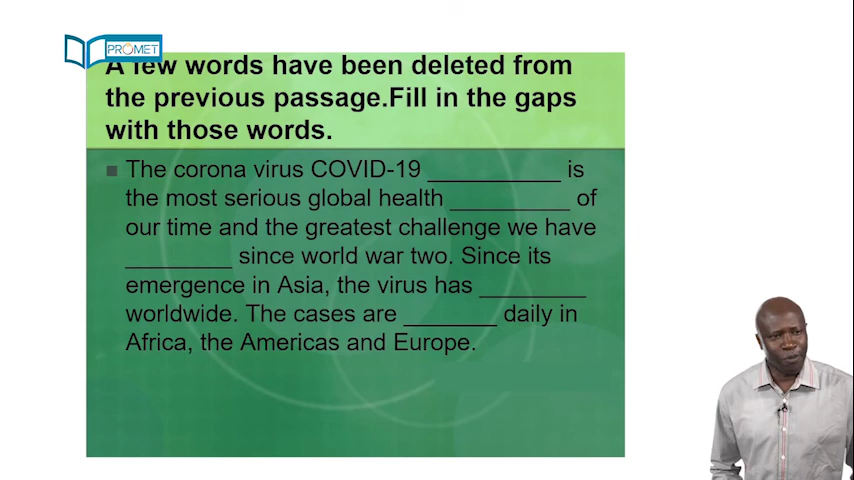 PROMET
A few words have been deleted from
the previous passage.Fill in the gaps
with those words.
The corona virus COVID-19 __________ is
the most serious global health _________ of
our time and the greatest challenge we have
________ since world war two. Since its
emergence in Asia, the virus has ________
worldwide. The cases are _______ daily in
Africa, the Americas and Europe.